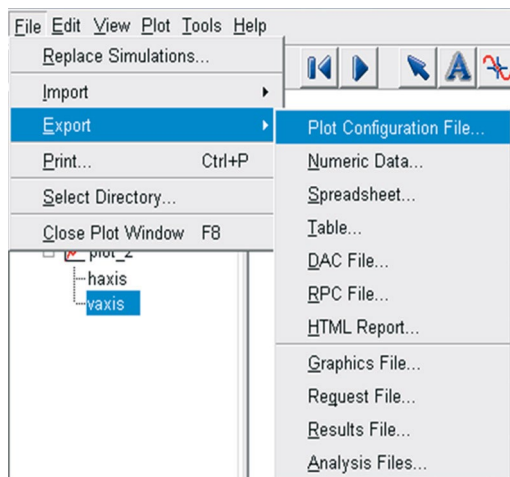 File Edit View Plot Tools Help
Replace Simulations...
Import
Export
Print... Ctrl+P
Select Directory...
Close Plot Window F8
plot_2
haxis
vaxis
A
Plot Configuration File...
Numeric Data...
Spreadsheet...
Table...
DAC File...
RPC File...
HTML Report...
Graphics File...
Request File...
Results File...
Analysis Files...